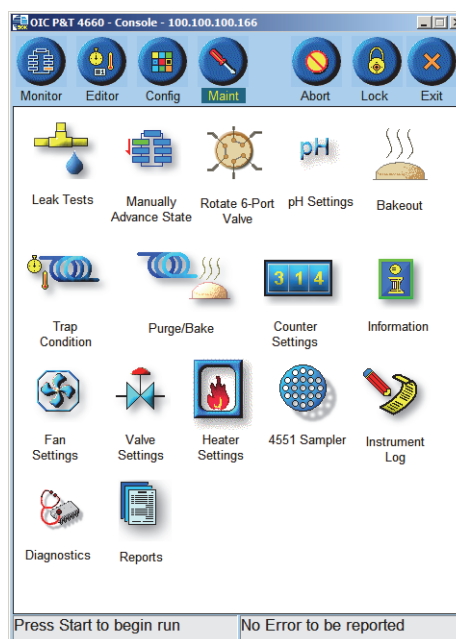 OIC P&T 4660 - Console - 100.100.100.166
Monitor Editor Config Maint Abort Lock Exit
Leak Tests
Manually
Advance State
Rotate 6-Port
Valve
pH
pH Settings
Bakeout
Trap
Condition
Purge/Bake
3 1 4
Counter
Settings
Information
Fan
Settings
Valve
Settings
Heater
Settings
4551 Sampler
Instrument
Log
Diagnostics
Reports
Press Start to begin run
No Error to be reported